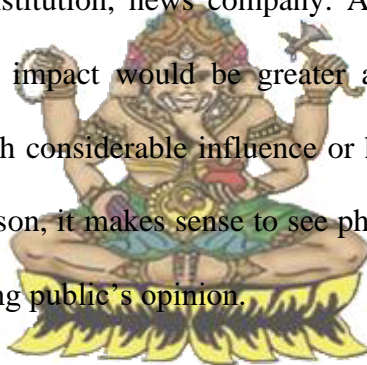 stitution, news company. A
impact would be greater a
h considerable influence or
son, it makes sense to see ph
ng public's opinion.